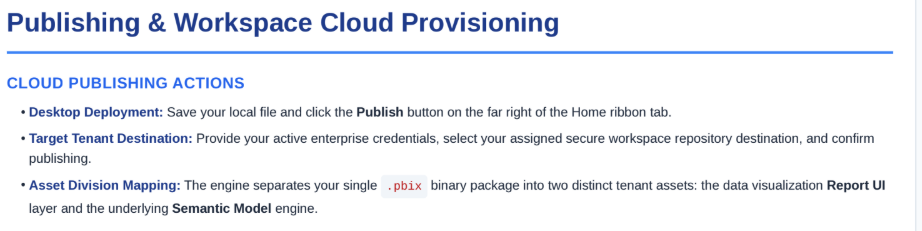 Publishing & Workspace Cloud Provisioning
CLOUD PUBLISHING ACTIONS
• Desktop Deployment: Save your local file and click the Publish button on the far right of the Home ribbon tab.
• Target Tenant Destination: Provide your active enterprise credentials, select your assigned secure workspace repository destination, and confirm
publishing.
• Asset Division Mapping: The engine separates your single .pbix binary package into two distinct tenant assets: the data visualization Report UI
layer and the underlying Semantic Model engine.